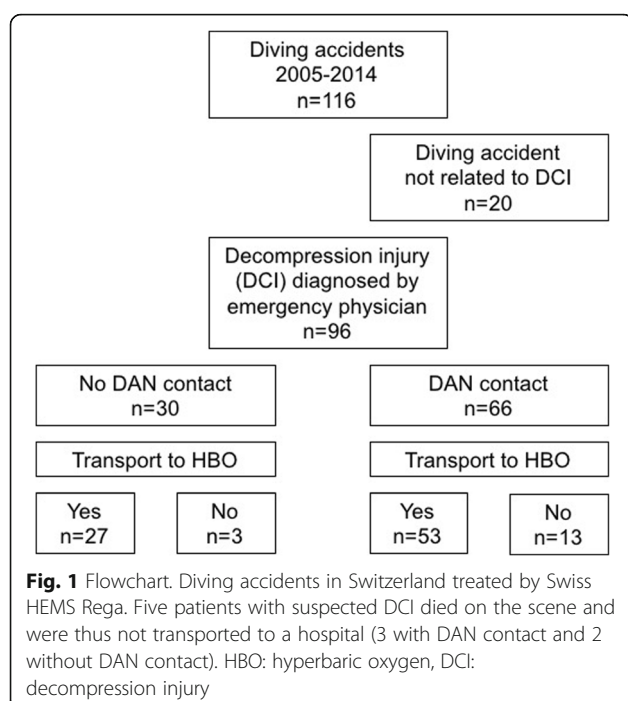 Diving accidents
2005-2014
n=116
Diving accident
not related to DCI
n=20
Decompression injury
(DCI) diagnosed by
emergency physician
n=96
No DAN contact
n=30
DAN contact
n=66
Transport to HBO
Transport to HBO
Yes
n=27
No
n=3
Yes
n=53
No
n=13
Fig. 1 Flowchart. Diving accidents in Switzerland treated by Swiss
HEMS Rega. Five patients with suspected DCI died on the scene and
were thus not transported to a hospital (3 with DAN contact and 2
without DAN contact). HBO: hyperbaric oxygen, DCI:
decompression injury